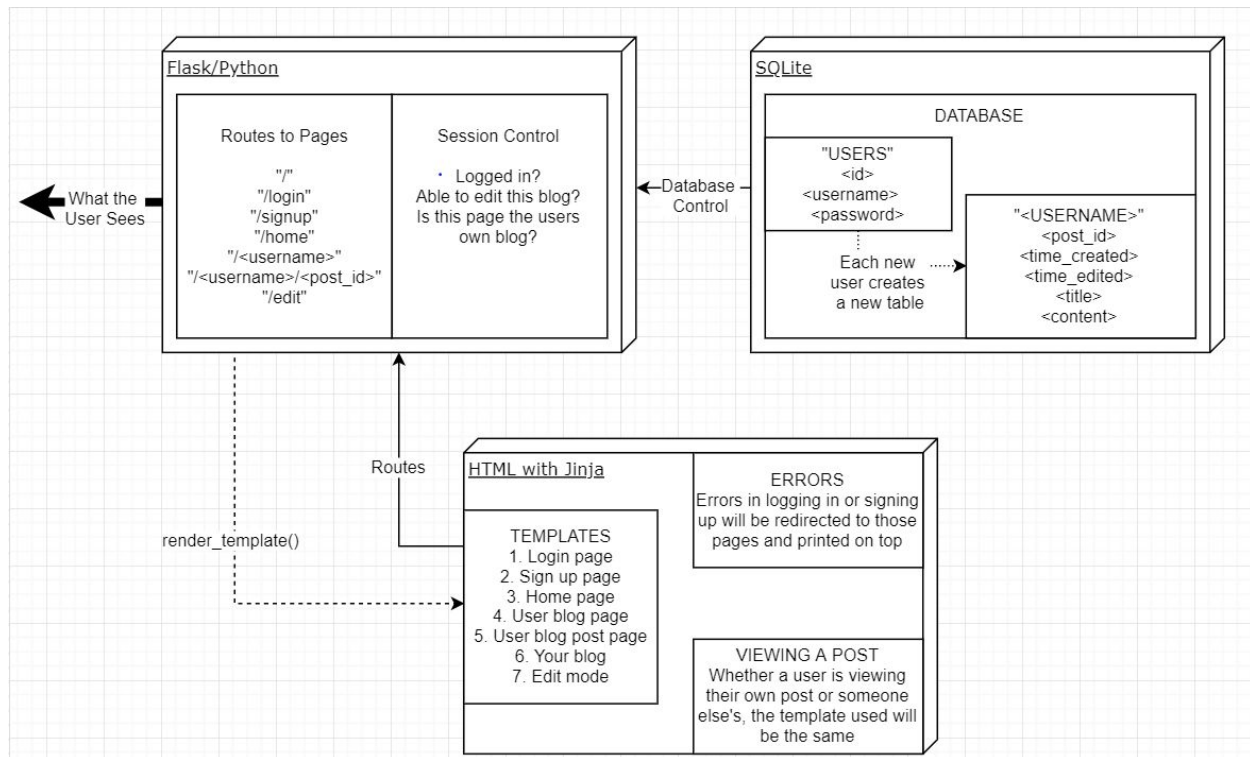 Flask/Python
Routes to Pages
"/"
"/login"
"/signup"
"/home"
"/<username>"
"/<username>/<post_id>"
"/edit"
Session Control
Logged in?
Able to edit this blog?
Is this page the users
own blog?
What the
User Sees
Database
Control
SQLite
DATABASE
"USERS"
<id>
<username>
<password>
Each new
user creates
a new table
"<USERNAME>"
<post_id>
<time_created>
<time_edited>
<title>
<content>
Routes
render_template()
HTML with Jinja
TEMPLATES
1. Login page
2. Sign up page
3. Home page
4. User blog page
5. User blog post page
6. Your blog
7. Edit mode
ERRORS
Errors in logging in or signing
up will be redirected to those
pages and printed on top
VIEWING A POST
Whether a user is viewing
their own post or someone
else's, the template used will
be the same